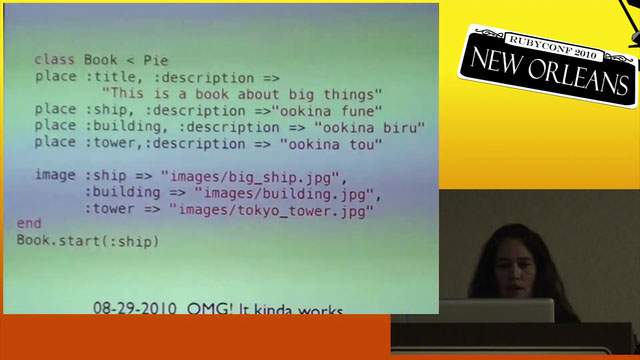 class Book < Pie
place :title, :description =>
"This is a book about big things"
place :ship, :description =>"ookina fune"
place :building, :description => "ookina biru"
place :tower,:description => "ookina tou"
image :ship => "images/big_ship.jpg",
:building => "images/building.jpg",
:tower => "images/tokyo_tower.jpg"
end
Book.start(:ship)
08-29-2010 OMG! It kinda works
RUBYCONF 2010
NEW ORLEANS